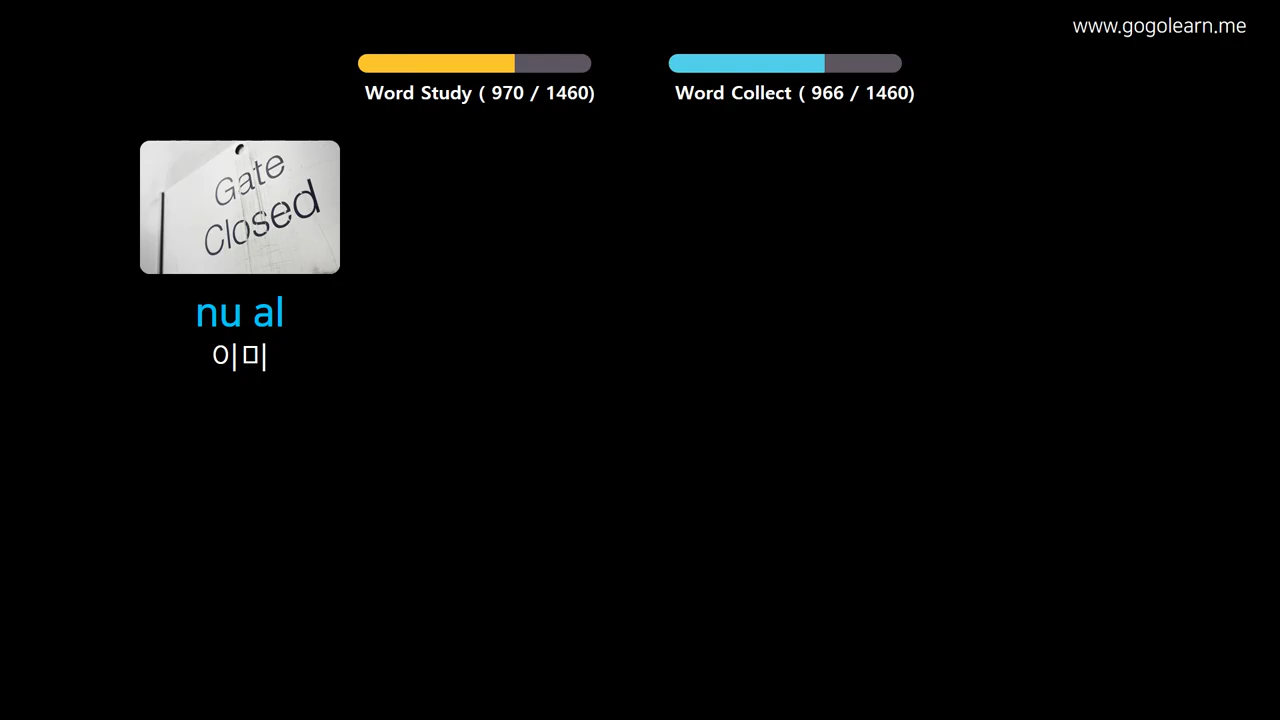 www.gogolearn.me
Word Study ( 970 / 1460)
Word Collect ( 966 / 1460)
Gate
Closed
nu al
이미